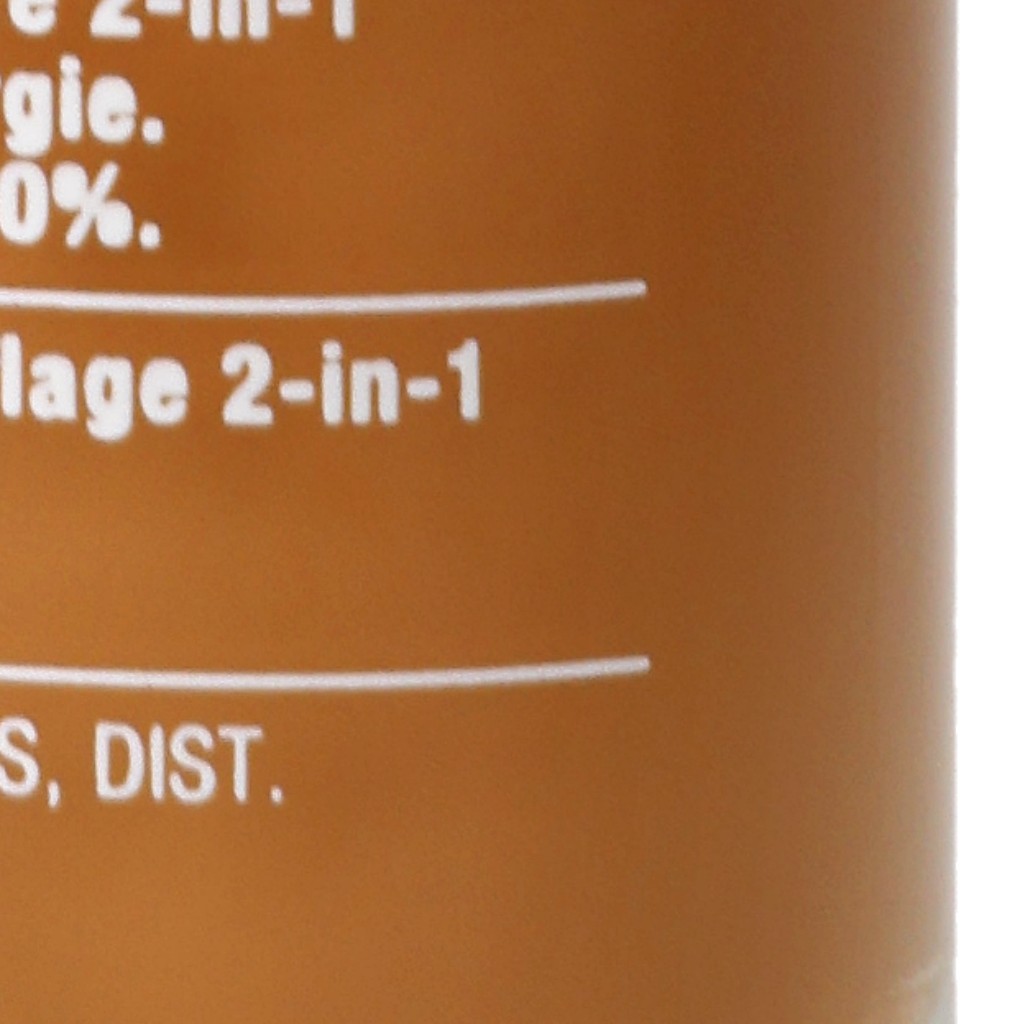 e 2-in-1
gie.
0%.
lage 2-in-1
S, DIST.